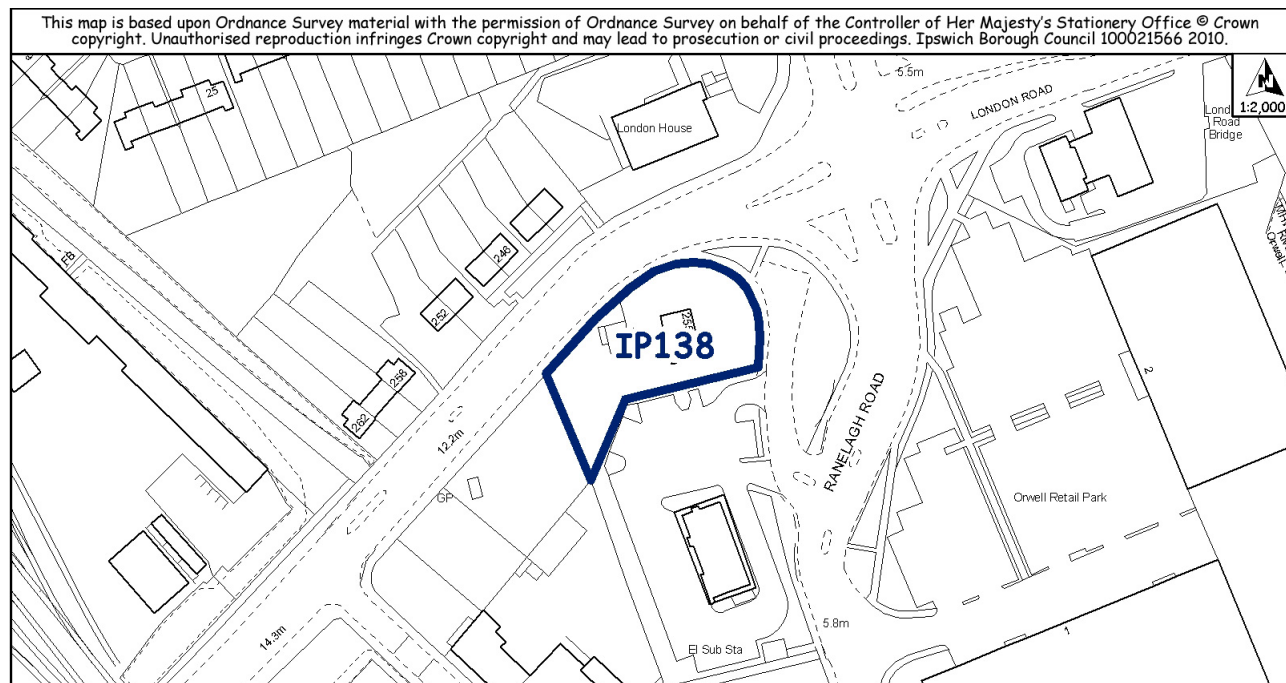 This map is based upon Ordnance Survey material with the permission of Ordnance Survey on behalf of the Controller of Her Majesty's Stationery Office © Crown
copyright. Unauthorised reproduction infringes Crown copyright and may lead to prosecution or civil proceedings. Ipswich Borough Council 100021566 2010.
N
1:2,000
5.5m
25
LONDON ROAD
London House
Road
Bridge
FB
246
252
255
IP138
258
262
2
12.2m
RANELAGH ROAD
GP
Orwell Retail Park
14.3m
5.8m
1
El Sub Sta